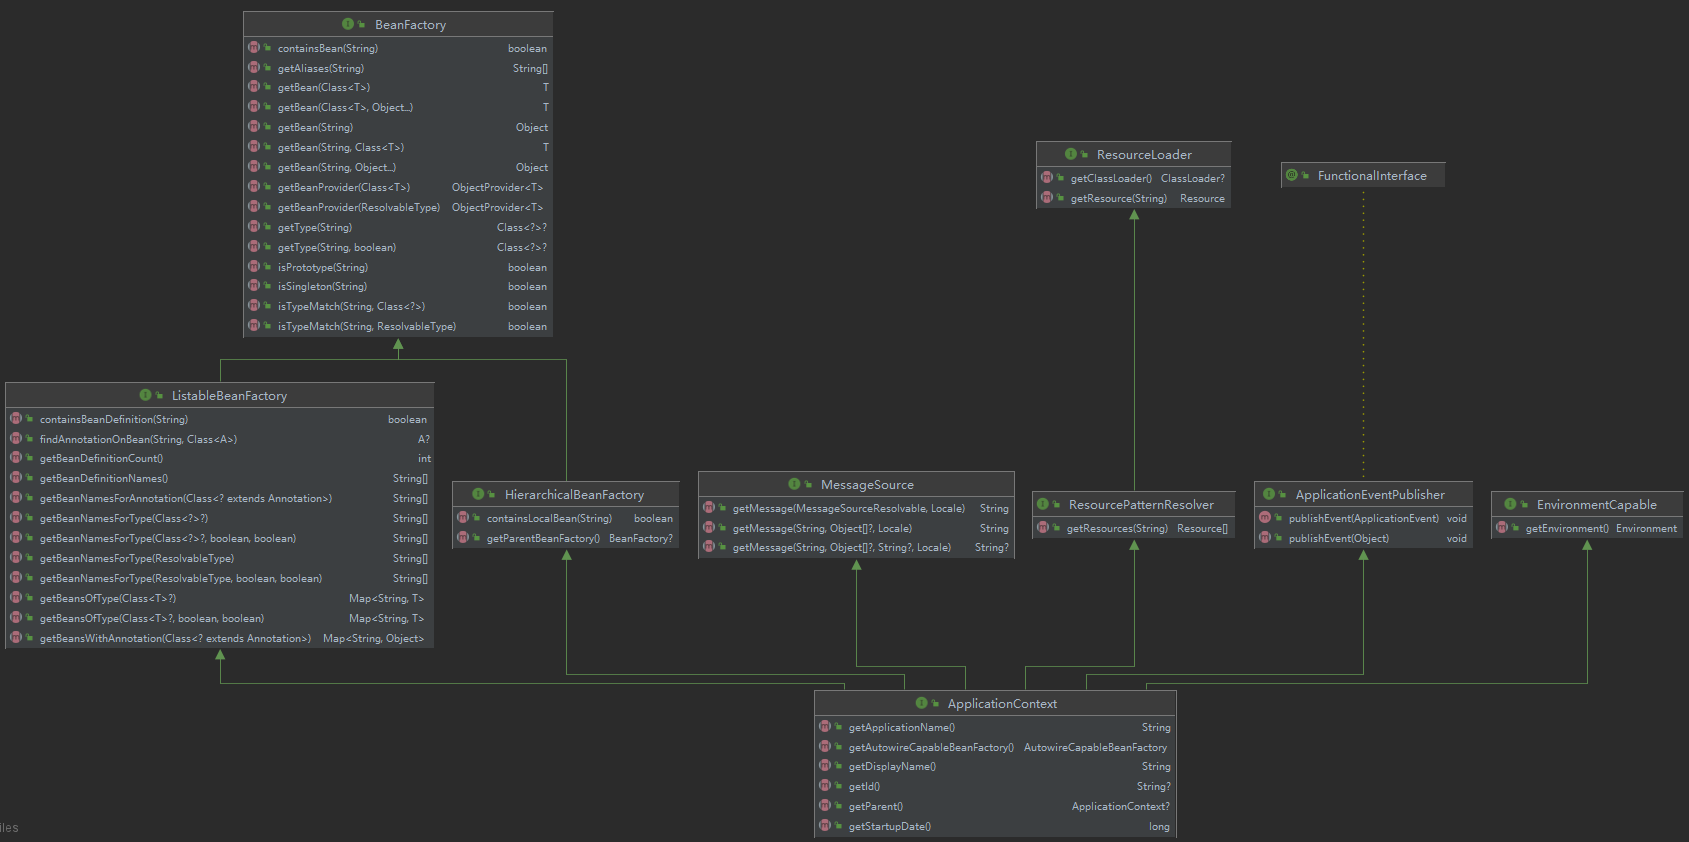 BeanFactory
containsBean(String) boolean
getAliases(String) String[]
getBean(Class<T>) T
getBean(Class<T>, Object...) T
getBean(String) Object
getBean(String, Class<T>) T
getBean(String, Object...) Object
getBeanProvider(Class<T>) ObjectProvider<T>
getBeanProvider(ResolvableType) ObjectProvider<T>
getType(String) Class<?>?
getType(String, boolean) Class<?>?
isPrototype(String) boolean
isSingleton(String) boolean
isTypeMatch(String, Class<?>) boolean
isTypeMatch(String, ResolvableType) boolean
ResourceLoader
getClassLoader() ClassLoader?
getResource(String) Resource
FunctionalInterface
ListableBeanFactory
containsBeanDefinition(String) boolean
findAnnotationOnBean(String, Class<A>) A?
getBeanDefinitionCount() int
getBeanDefinitionNames() String[]
getBeanNamesForAnnotation(Class<? extends Annotation>) String[]
getBeanNamesForType(Class<?>?) String[]
getBeanNamesForType(Class<?>?, boolean, boolean) String[]
getBeanNamesForType(ResolvableType) String[]
getBeanNamesForType(ResolvableType, boolean, boolean) String[]
getBeansOfType(Class<T>?) Map<String, T>
getBeansOfType(Class<T>?, boolean, boolean) Map<String, T>
getBeansWithAnnotation(Class<? extends Annotation>) Map<String, Object>
HierarchicalBeanFactory
containsLocalBean(String) boolean
getParentBeanFactory() BeanFactory?
MessageSource
getMessage(MessageSourceResolvable, Locale) String
getMessage(String, Object[]?, Locale) String
getMessage(String, Object[]?, String?, Locale) String?
ResourcePatternResolver
getResources(String) Resource[]
ApplicationEventPublisher
publishEvent(ApplicationEvent) void
publishEvent(Object) void
EnvironmentCapable
getEnvironment() Environment
ApplicationContext
getApplicationName() String
getAutowireCapableBeanFactory() AutowireCapableBeanFactory
getDisplayName() String
getId() String?
getParent() ApplicationContext?
getStartupDate() long
iles